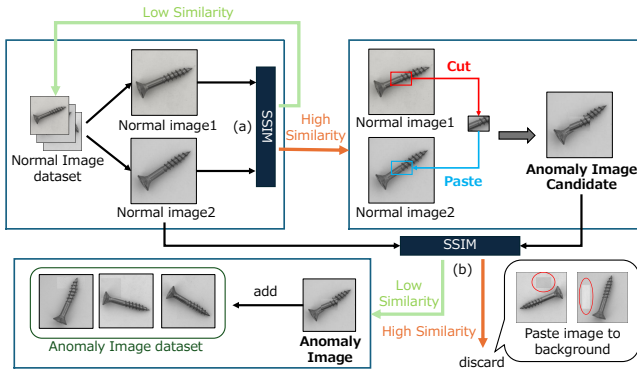 Low Similarity
Normal image1
(a)
SSIM
High
Similarity
Normal Image
dataset
Normal image2
Cut
Normal image1
Paste
Normal image2
Anomaly Image
Candidate
SSIM
(b)
Low
Similarity
High Similarity
add
Anomaly
Image
Anomaly Image dataset
discard
Paste image to
background